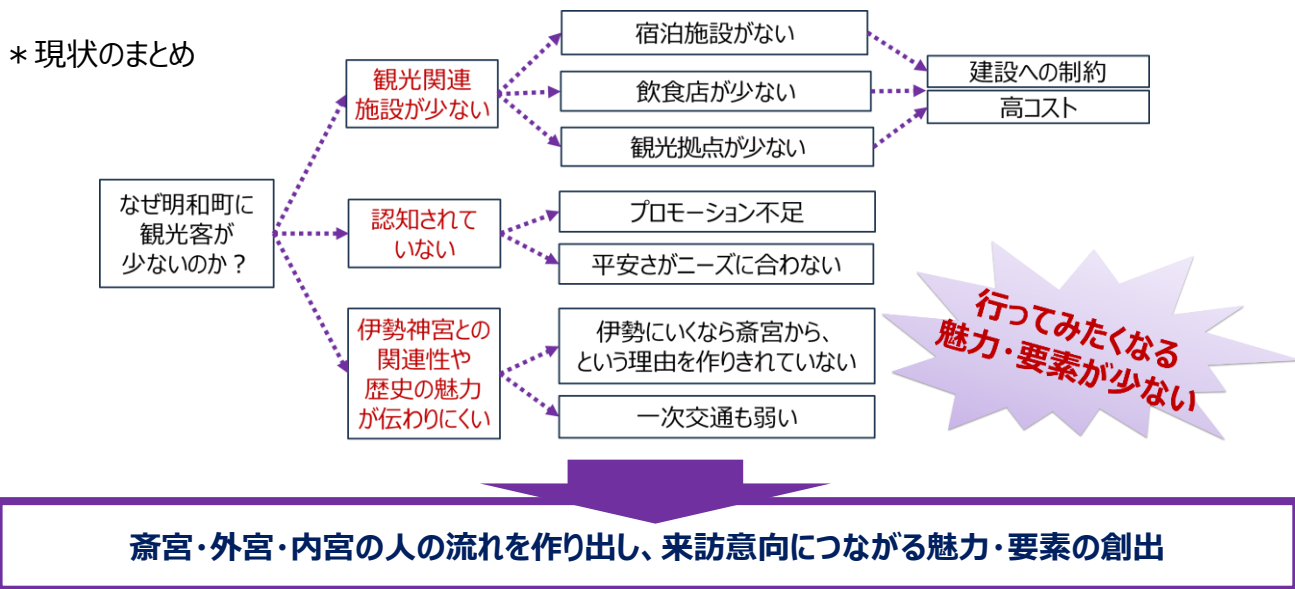 ＊現状のまとめ
なぜ明和町に
観光客が
少ないのか？
観光関連
施設が少ない
宿泊施設がない
飲食店が少ない
観光拠点が少ない
建設への制約
高コスト
認知されて
いない
プロモーション不足
平安さがニーズに合わない
伊勢神宮との
関連性や
歴史の魅力
が伝わりにくい
伊勢にいくなら斎宮から、
という理由を作りきれていない
一次交通も弱い
行ってみたくなる
魅力・要素が少ない
斎宮・外宮・内宮の人の流れを作り出し、来訪意向につながる魅力・要素の創出